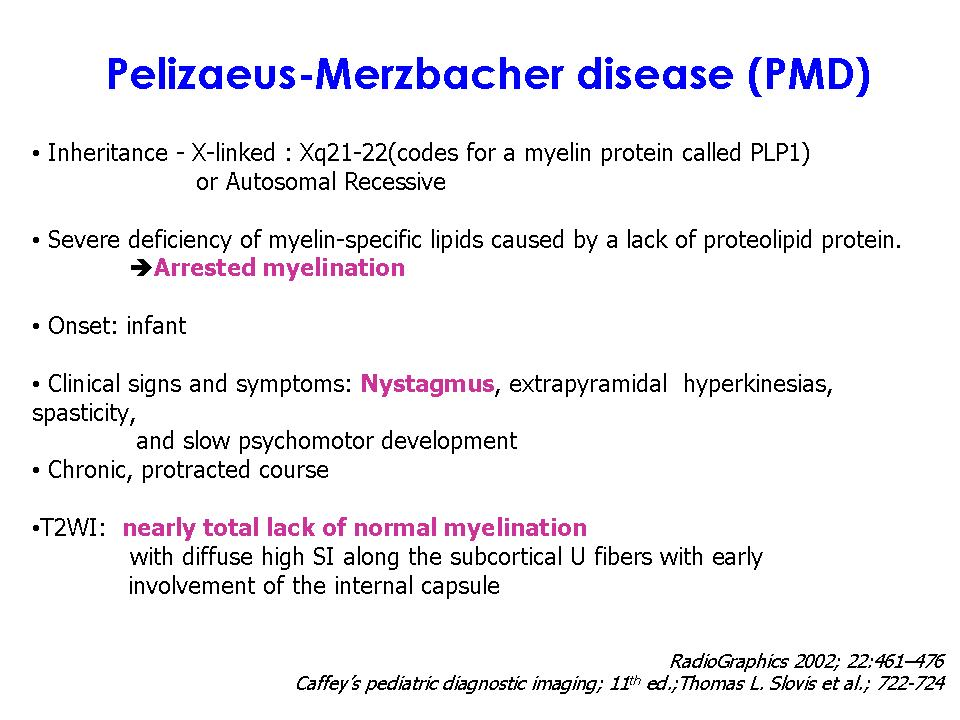 Pelizaeus-Merzbacher disease (PMD)
• Inheritance - X-linked : Xq21-22(codes for a myelin protein called PLP1)
or Autosomal Recessive
• Severe deficiency of myelin-specific lipids caused by a lack of proteolipid protein.
➔Arrested myelination
• Onset: infant
• Clinical signs and symptoms: Nystagmus, extrapyramidal hyperkinesias,
spasticity,
and slow psychomotor development
• Chronic, protracted course
•T2WI: nearly total lack of normal myelination
with diffuse high SI along the subcortical U fibers with early
involvement of the internal capsule
RadioGraphics 2002; 22:461–476
Caffey's pediatric diagnostic imaging; 11th ed.;Thomas L. Slovis et al.; 722-724